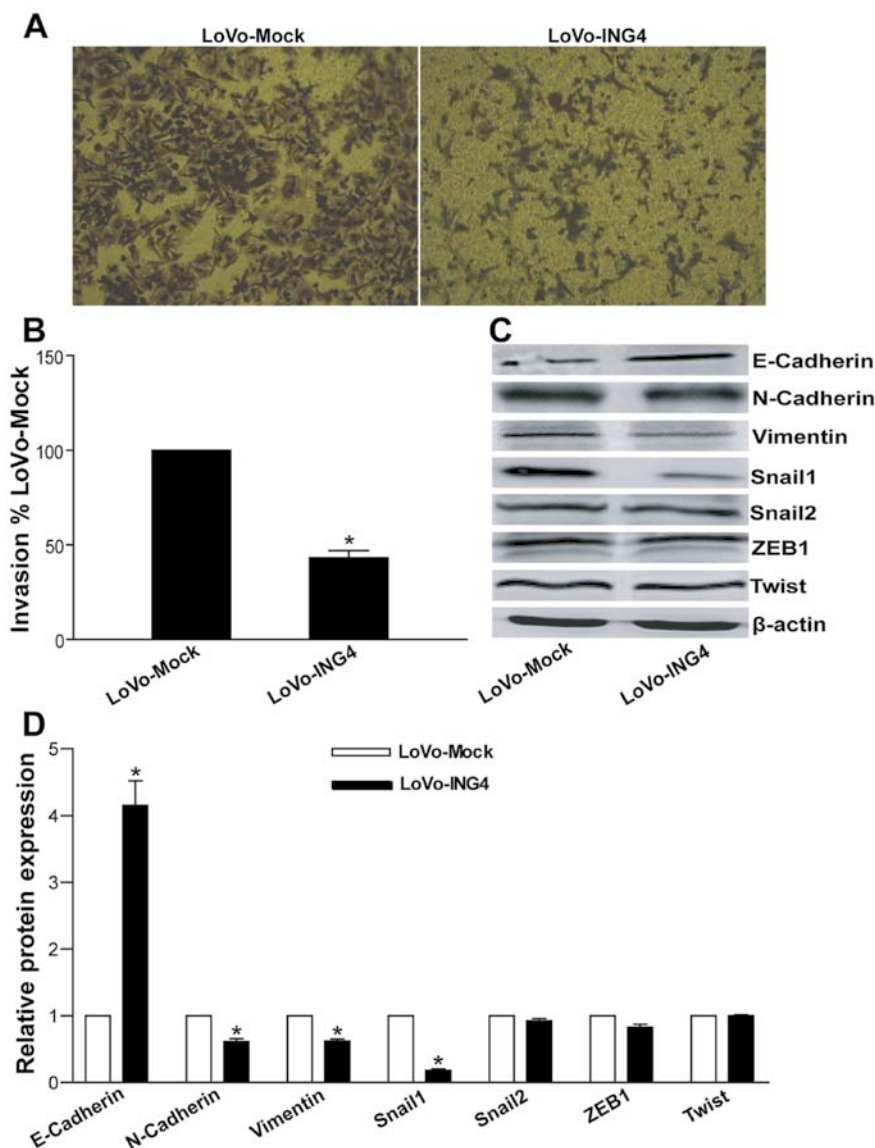 A
LoVo-Mock
LoVo-ING4
B
Invasion % LoVo-Mock
150
100
50
0
*
LoVo-Mock
LoVo-ING4
C
E-Cadherin
N-Cadherin
Vimentin
Snail1
Snail2
ZEB1
Twist
β-actin
LoVo-Mock
LoVo-ING4
D
Relative protein expression
5
4
3
2
1
0
LoVo-Mock
LoVo-ING4
*
*
*
*
E-Cadherin
N-Cadherin
Vimentin
Snail1
Snail2
ZEB1
Twist